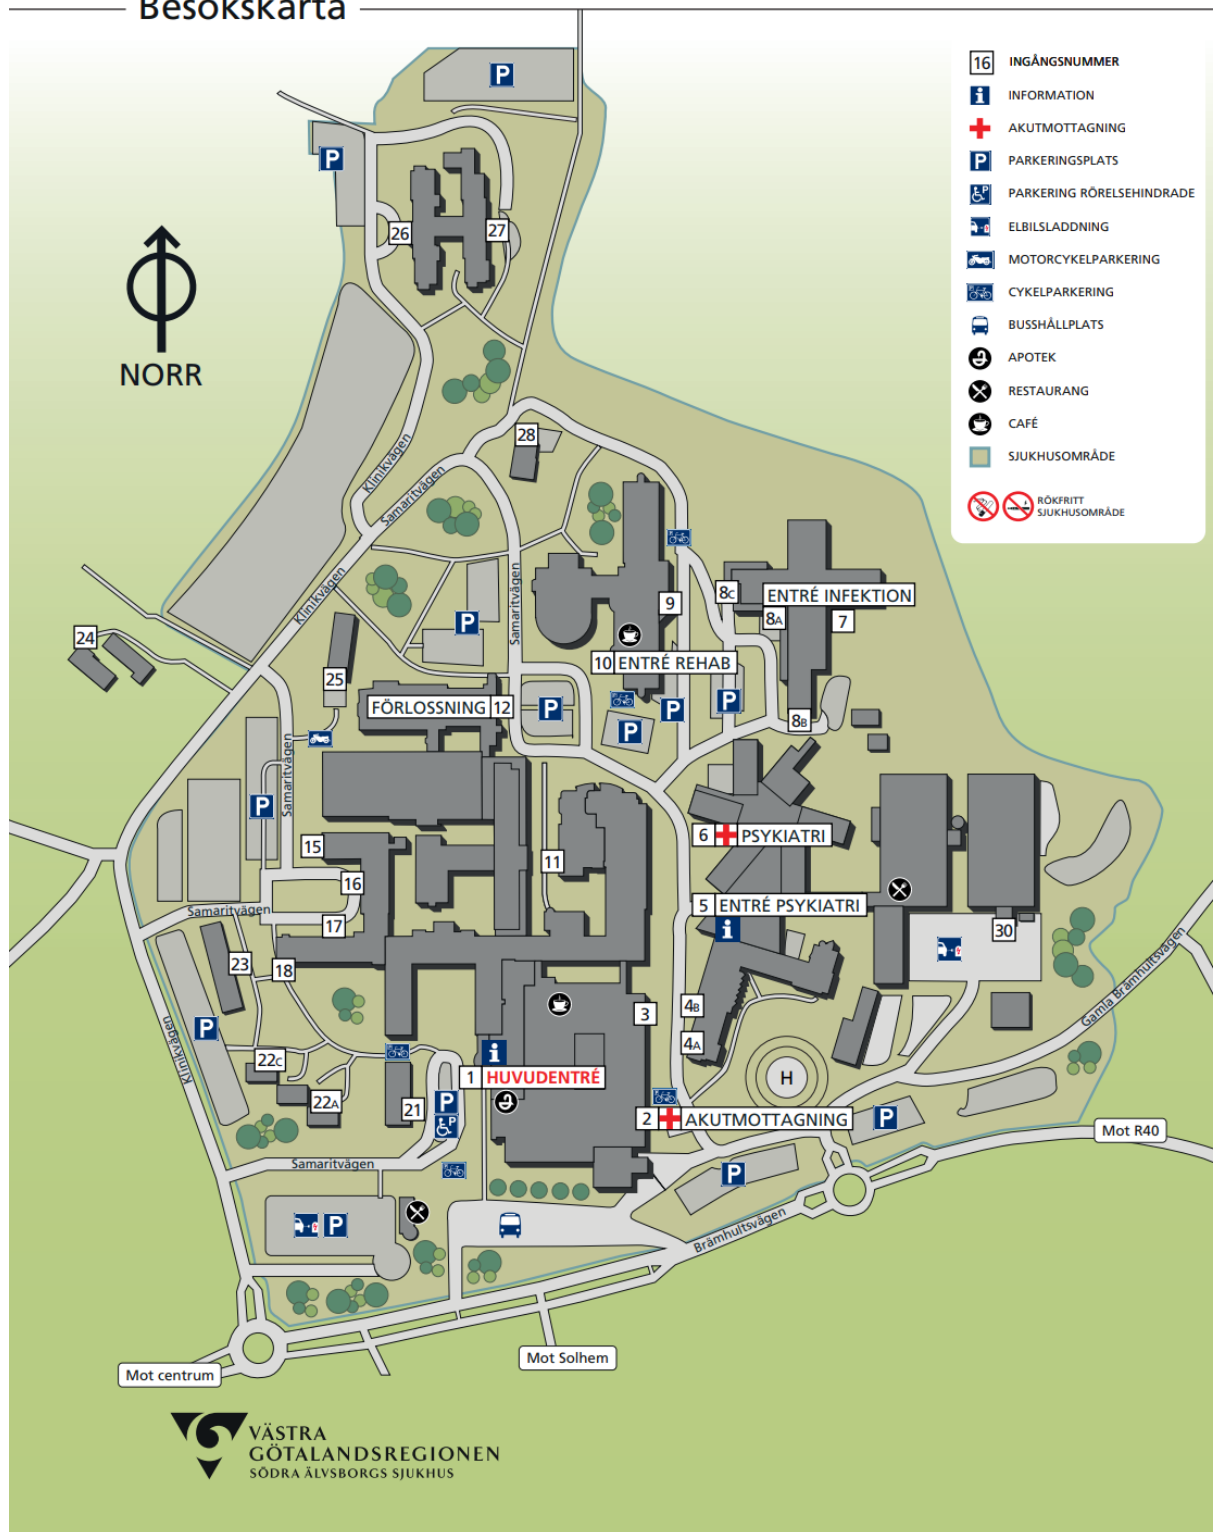 Besökskarta
16 INGÅNGSNUMMER
i INFORMATION
AKUTMOTTAGNING
P PARKERINGSPLATS
P PARKERING RÖRELSEHINDRADE
ELBILSLADDNING
MOTORCYKELPARKERING
CYKELPARKERING
BUSSHÅLLPLATS
APOTEK
RESTAURANG
CAFÉ
SJUKHUSOMRÅDE
RÖKFRITT
SJUKHUSOMRÅDE
P
P
26
27
NORR
28
Klinikvägen
Samaritvägen
Klinikvägen
Samaritvägen
8C
ENTRÉ INFEKTION
9
8A
7
P
24
10 ENTRÉ REHAB
25
FÖRLOSSNING 12
P
P
P
P
8B
Samaritvägen
P
15
6 PSYKIATRI
11
16
5 ENTRÉ PSYKIATRI
Samaritvägen
17
i
30
23
18
Gamla Brämhultsvägen
4B
3
P
Klinikvägen
4A
i
22C
1 HUVUDENTRÉ
H
22A
21
P
P
2 AKUTMOTTAGNING
P
Mot R40
Samaritvägen
P
P
Brämhultsvägen
Mot Solhem
Mot centrum
VÄSTRA
GÖTALANDSREGIONEN
SÖDRA ÄLVSBORGS SJUKHUS